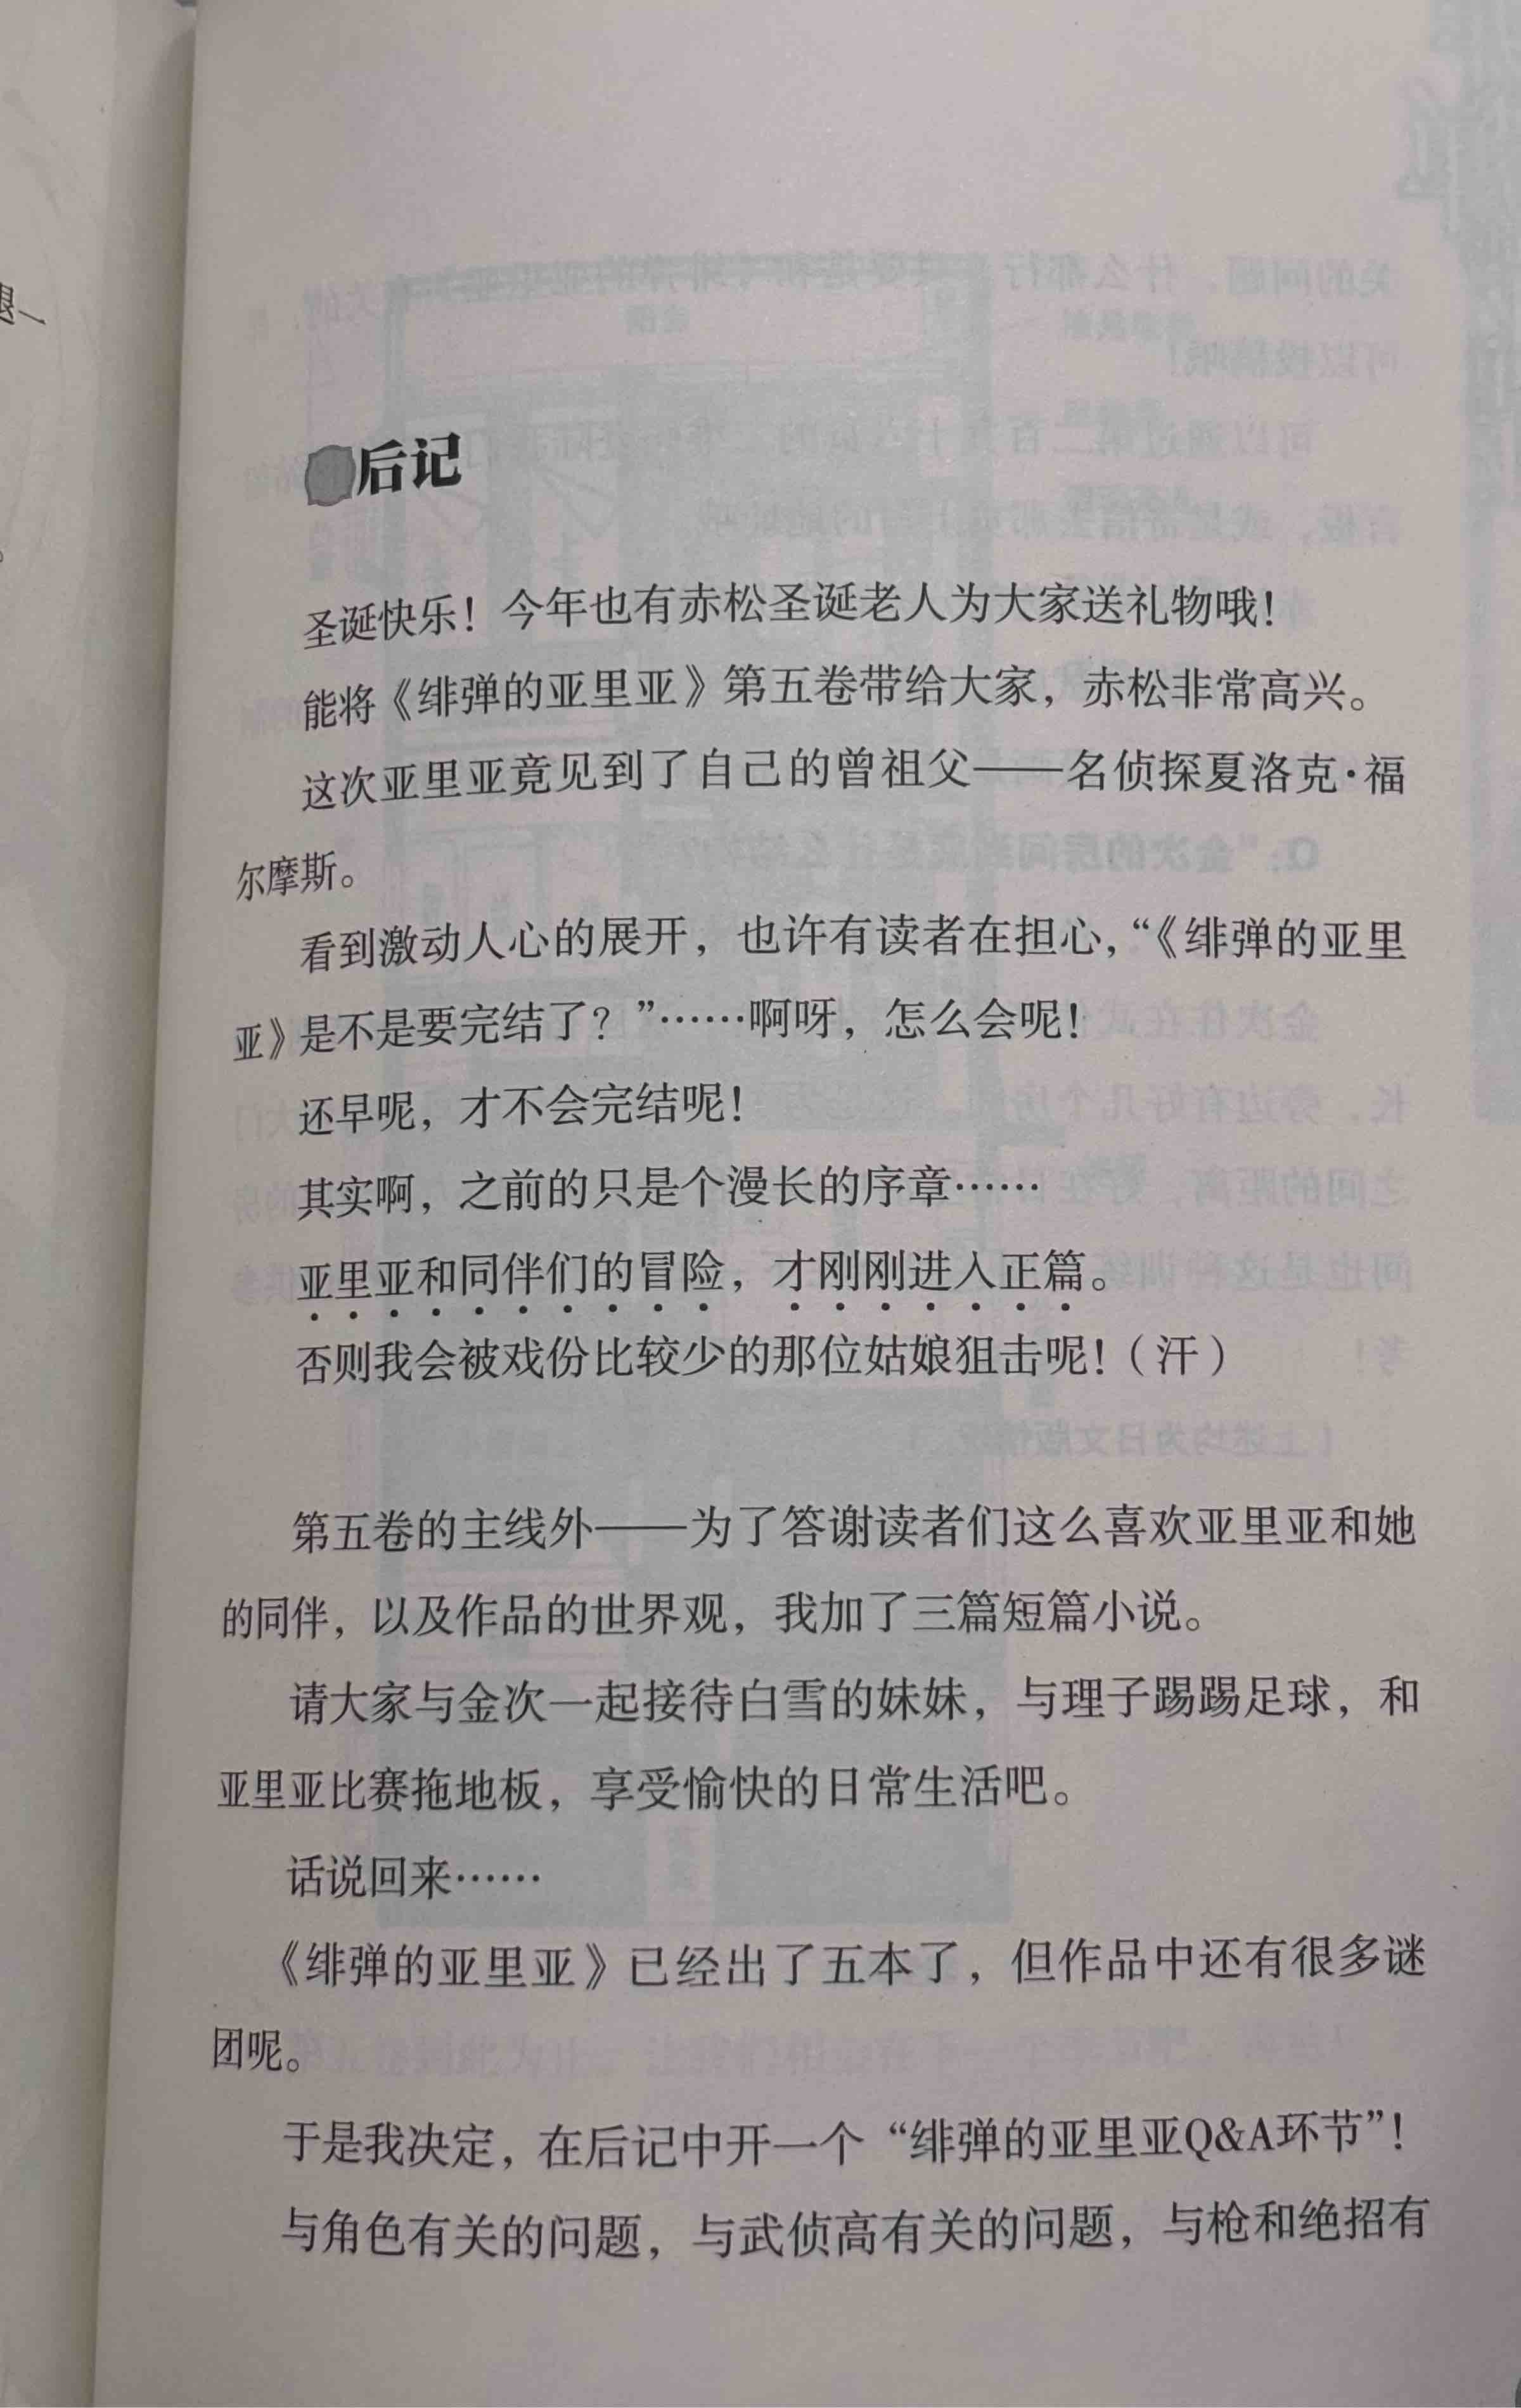 后记
圣诞快乐！今年也有赤松圣诞老人为大家送礼物哦！
能将《绯弹的亚里亚》第五卷带给大家，赤松非常高兴。
这次亚里亚竟见到了自己的曾祖父——名侦探夏洛克·福
尔摩斯。
看到激动人心的展开，也许有读者在担心，“《绯弹的亚里
亚》是不是要完结了？”……啊呀，怎么会呢！
还早呢，才不会完结呢！
其实啊，之前的只是个漫长的序章……
亚里亚和同伴们的冒险，才刚刚进入正篇。
否则我会被戏份比较少的那位姑娘狙击呢！（汗）
第五卷的主线外——为了答谢读者们这么喜欢亚里亚和她
的同伴，以及作品的世界观，我加了三篇短篇小说。
请大家与金次一起接待白雪的妹妹，与理子踢踢足球，和
亚里亚比赛拖地板，享受愉快的日常生活吧。
话说回来……
《绯弹的亚里亚》已经出了五本了，但作品中还有很多谜
团呢。
于是我决定，在后记中开一个“绯弹的亚里亚Q&A环节”！
与角色有关的问题，与武侦高有关的问题，与枪和绝招有